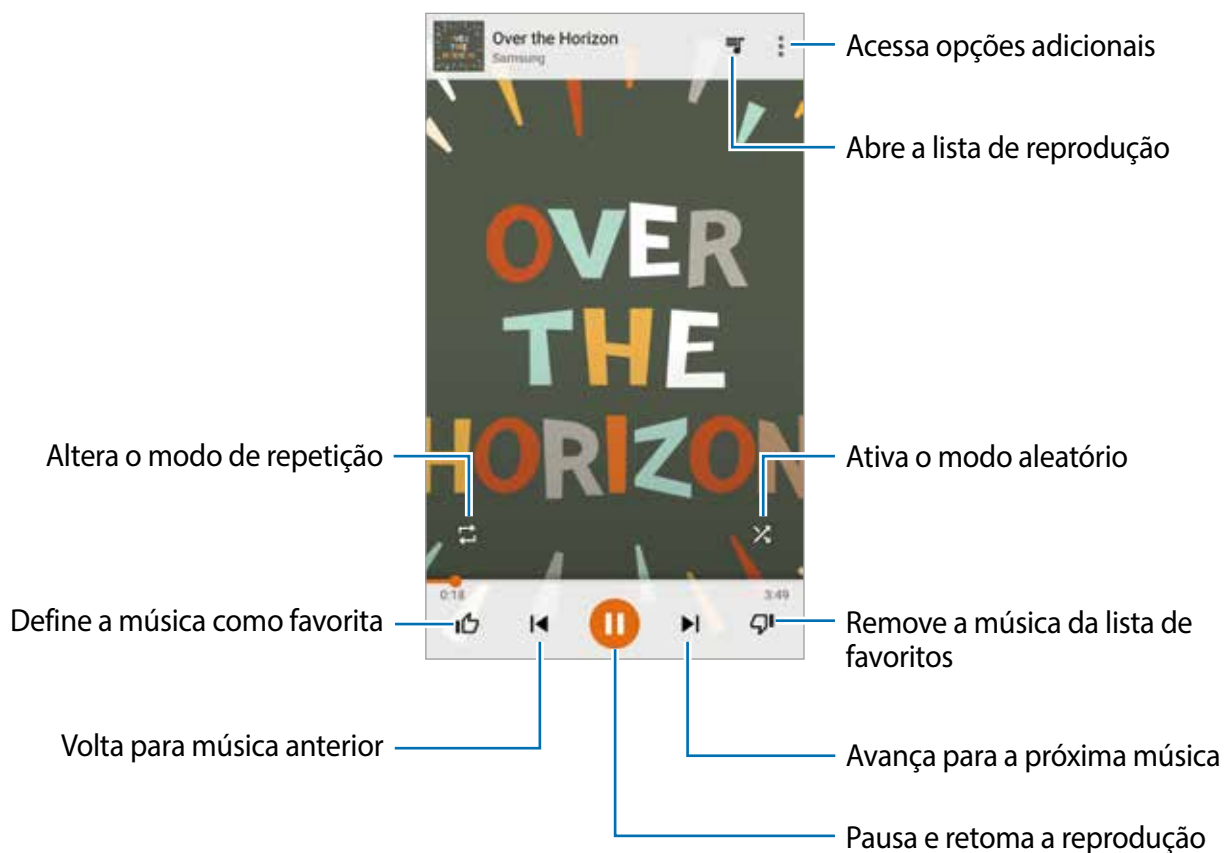 Over the Horizon
Samsung
Acessa opções adicionais
Abre a lista de reprodução
OVER
THE
HORIZON
Altera o modo de repetição
Ativa o modo aleatório
0:18
3:49
Define a música como favorita
Remove a música da lista de
favoritos
Volta para música anterior
Avança para a próxima música
Pausa e retoma a reprodução